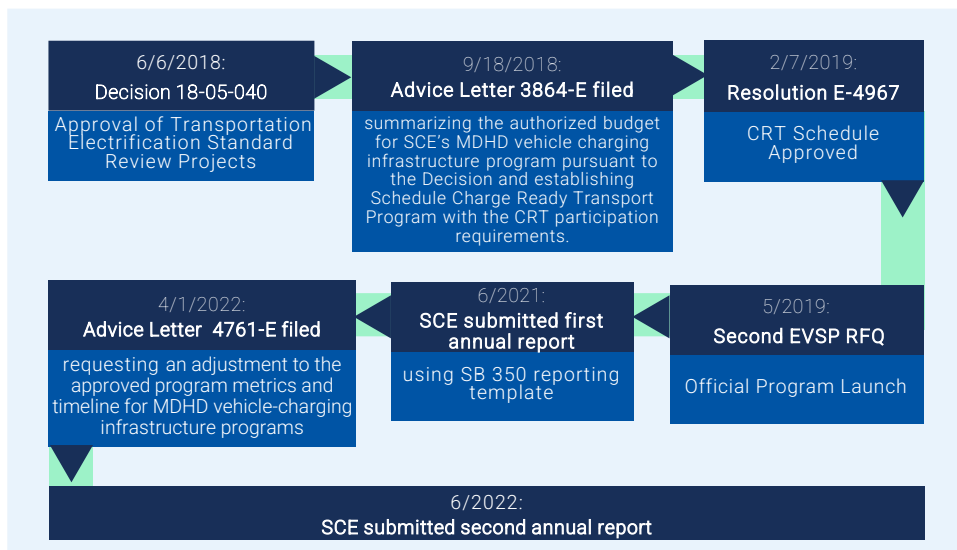 6/6/2018:
Decision 18-05-040
Approval of Transportation
Electrification Standard
Review Projects
9/18/2018:
Advice Letter 3864-E filed
summarizing the authorized budget
for SCE's MDHD vehicle charging
infrastructure program pursuant to
the Decision and establishing
Schedule Charge Ready Transport
Program with the CRT participation
requirements.
2/7/2019:
Resolution E-4967
CRT Schedule
Approved
5/2019:
Second EVSP RFQ
Official Program Launch
6/2021:
SCE submitted first
annual report
using SB 350 reporting
template
4/1/2022:
Advice Letter 4761-E filed
requesting an adjustment to the
approved program metrics and
timeline for MDHD vehicle-charging
infrastructure programs
6/2022:
SCE submitted second annual report